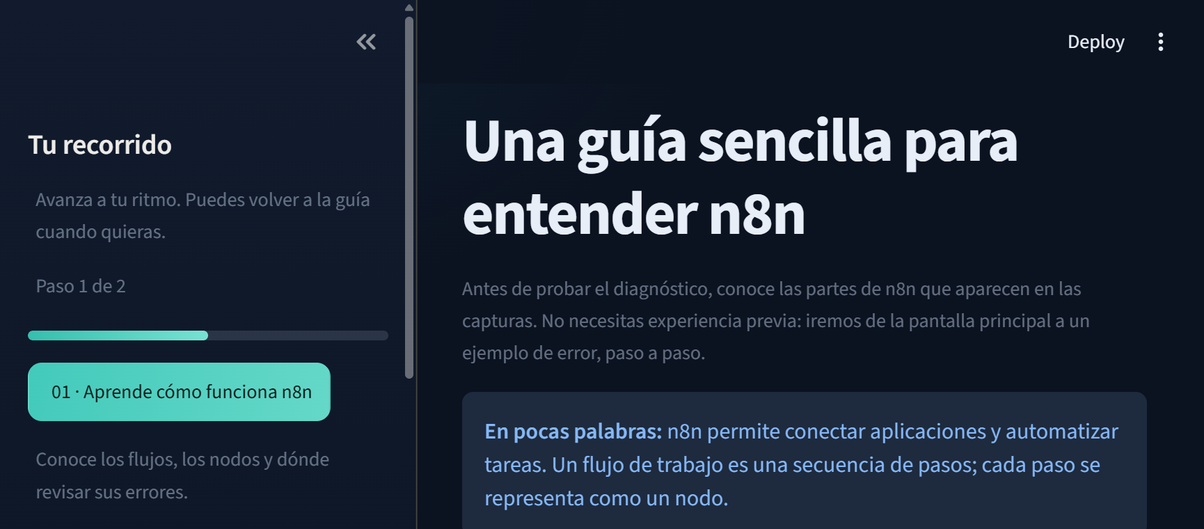 Tu recorrido
Avanza a tu ritmo. Puedes volver a la guía
cuando quieras.
Paso 1 de 2
01 · Aprende cómo funciona n8n
Conoce los flujos, los nodos y dónde
revisar sus errores.
Deploy
Una guía sencilla para
entender n8n
Antes de probar el diagnóstico, conoce las partes de n8n que aparecen en las
capturas. No necesitas experiencia previa: iremos de la pantalla principal a un
ejemplo de error, paso a paso.
En pocas palabras: n8n permite conectar aplicaciones y automatizar
tareas. Un flujo de trabajo es una secuencia de pasos; cada paso se
representa como un nodo.